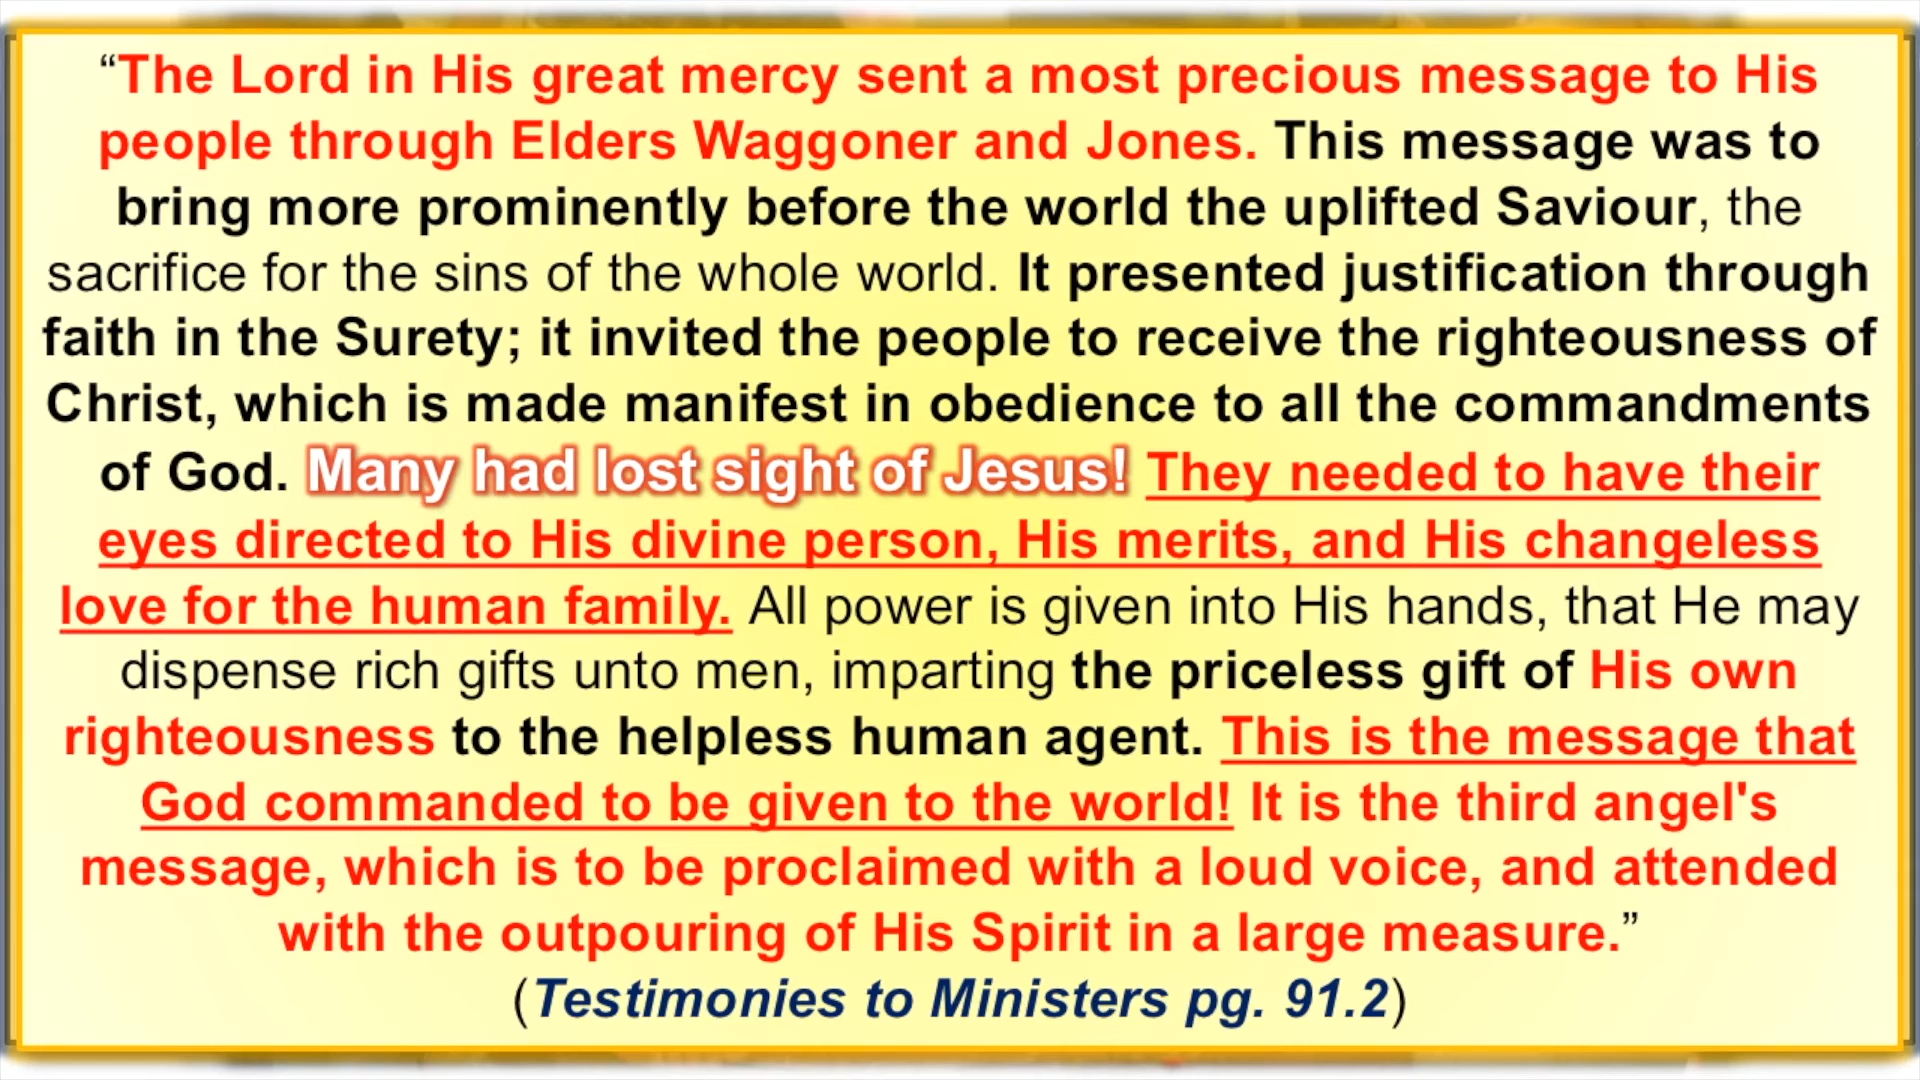 “The Lord in His great mercy sent a most precious message to His
people through Elders Waggoner and Jones. This message was to
bring more prominently before the world the uplifted Saviour, the
sacrifice for the sins of the whole world. It presented justification through
faith in the Surety; it invited the people to receive the righteousness of
Christ, which is made manifest in obedience to all the commandments
of God. Many had lost sight of Jesus! They needed to have their
eyes directed to His divine person, His merits, and His changeless
love for the human family. All power is given into His hands, that He may
dispense rich gifts unto men, imparting the priceless gift of His own
righteousness to the helpless human agent. This is the message that
God commanded to be given to the world! It is the third angel's
message, which is to be proclaimed with a loud voice, and attended
with the outpouring of His Spirit in a large measure.”
(Testimonies to Ministers pg. 91.2)